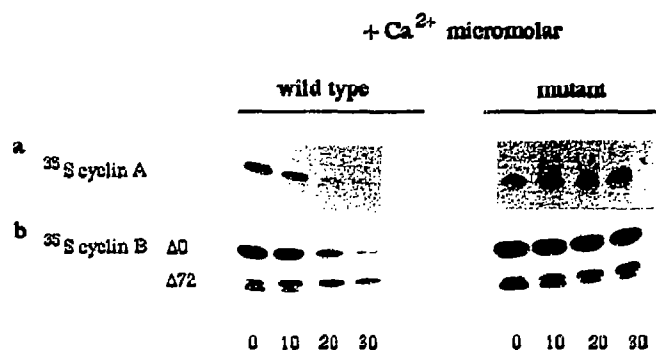 + Ca2+ micromolar
wild type mutant
a 35S cyclin A
b 35S cyclin B Δ0
Δ72
0 10 20 30 0 10 20 30